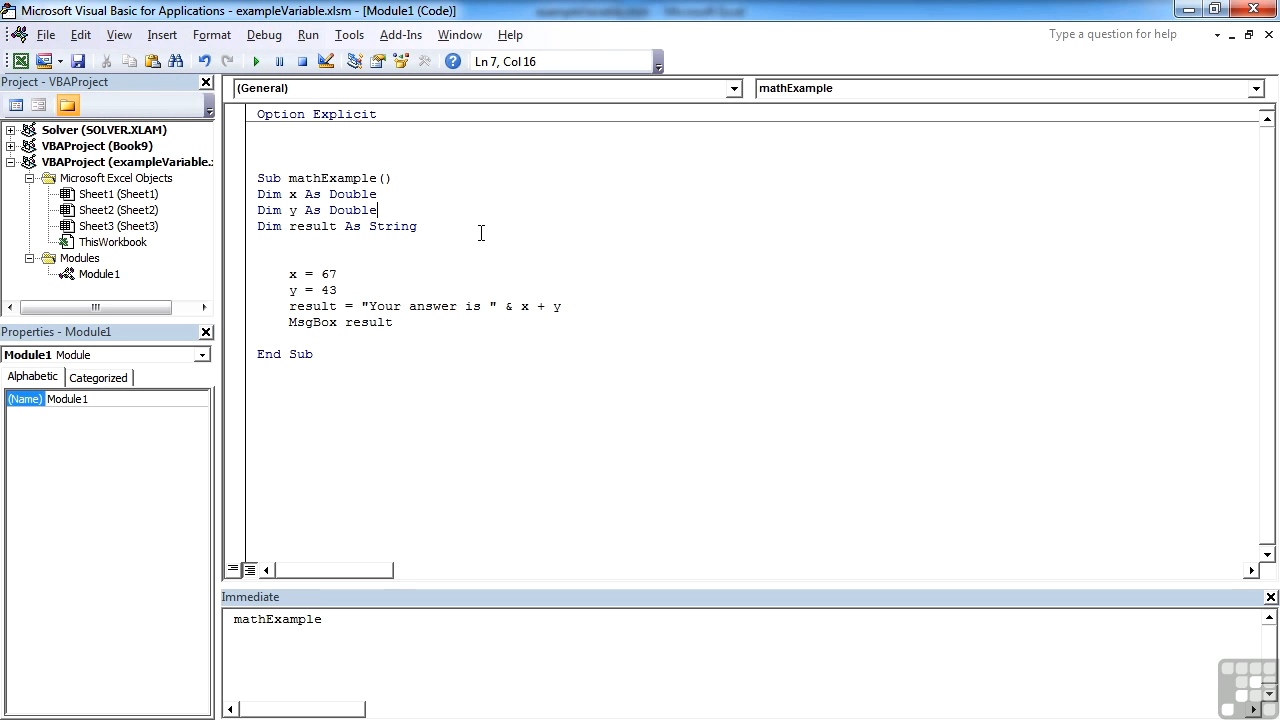 Microsoft Visual Basic for Applications - exampleVariable.xlsm - [Module1 (Code)]
File Edit View Insert Format Debug Run Tools Add-Ins Window Help
Type a question for help
Ln 7, Col 16
Project - VBAProject
(General)
mathExample
Solver (SOLVER.XLAM)
VBAProject (Book9)
VBAProject (exampleVariable.
Microsoft Excel Objects
Sheet1 (Sheet1)
Sheet2 (Sheet2)
Sheet3 (Sheet3)
ThisWorkbook
Modules
Module1
Properties - Module1
Module1 Module
Alphabetic
Categorized
(Name) Module1
Option Explicit
Sub mathExample()
Dim x As Double
Dim y As Double
Dim result As String
x = 67
y = 43
result = "Your answer is " & x + y
MsgBox result
End Sub
Immediate
mathExample